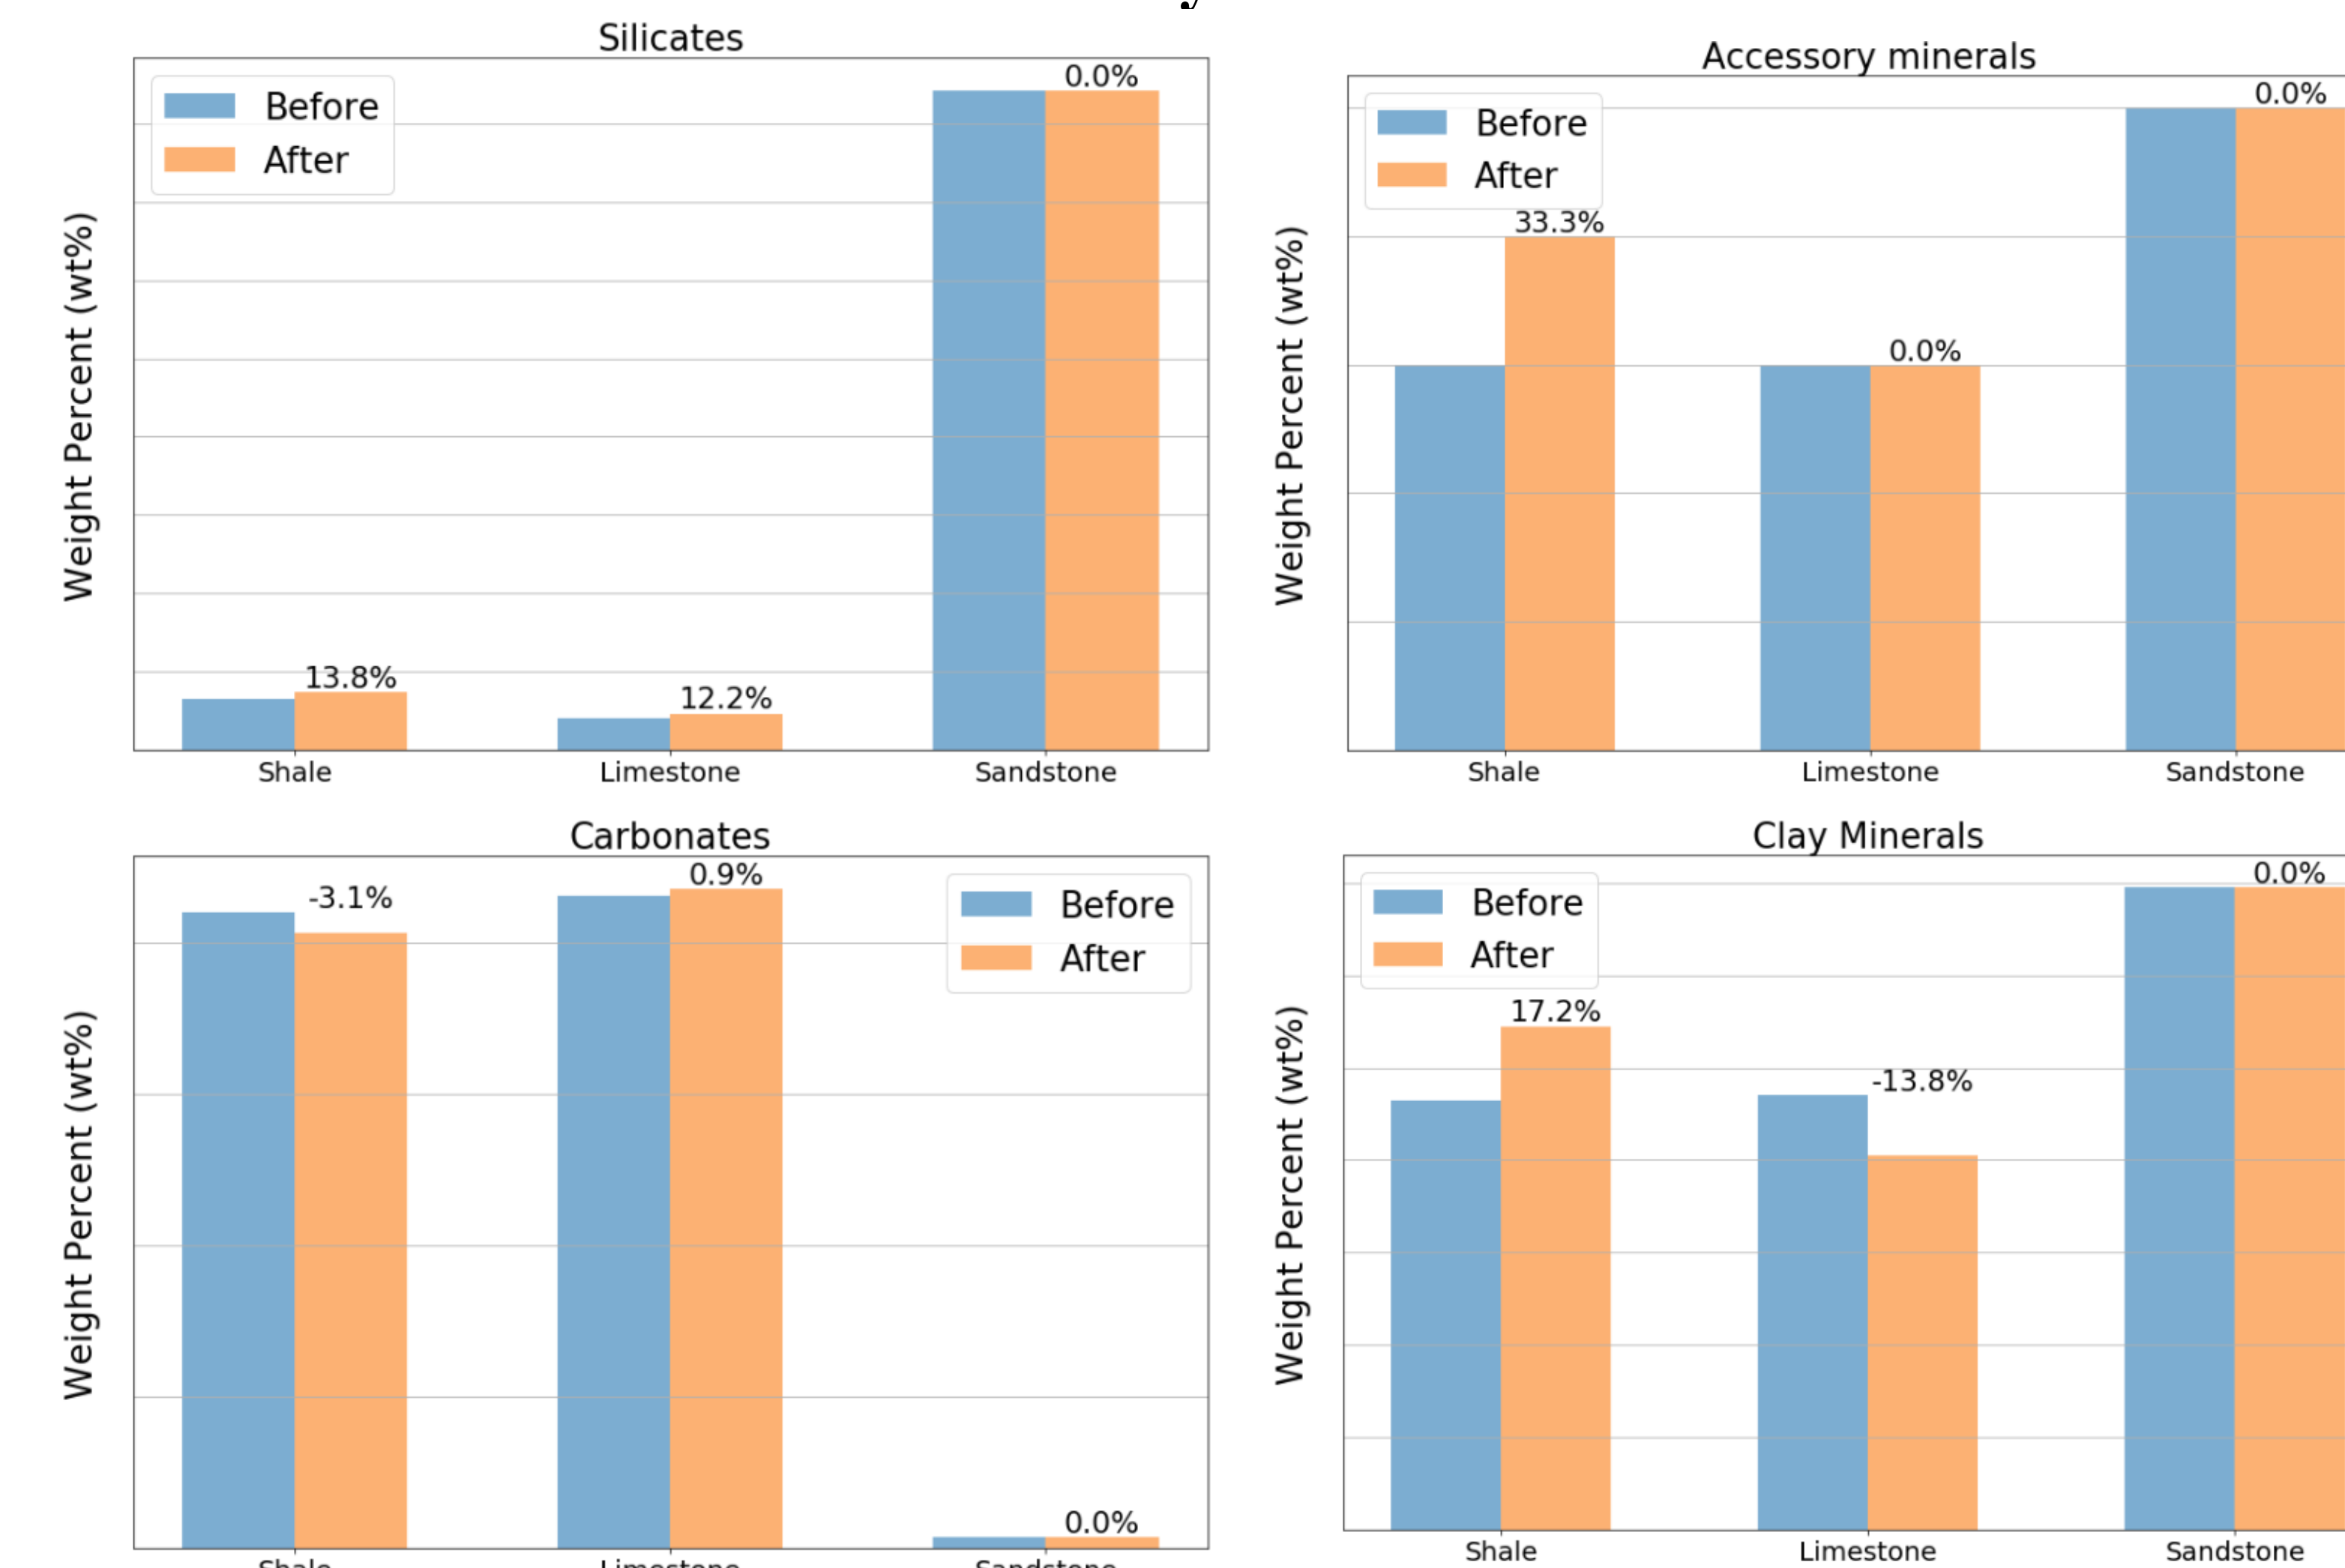 Silicates
Before
After
0.0%
13.8%
12.2%
Weight Percent (wt%)
Shale Limestone Sandstone
Accessory minerals
Before
After
0.0%
33.3%
0.0%
Weight Percent (wt%)
Shale Limestone Sandstone
Carbonates
-3.1%
0.9%
Before
After
0.0%
Weight Percent (wt%)
Shale Limestone Sandstone
Clay Minerals
Before
After
0.0%
17.2%
-13.8%
Weight Percent (wt%)
Shale Limestone Sandstone